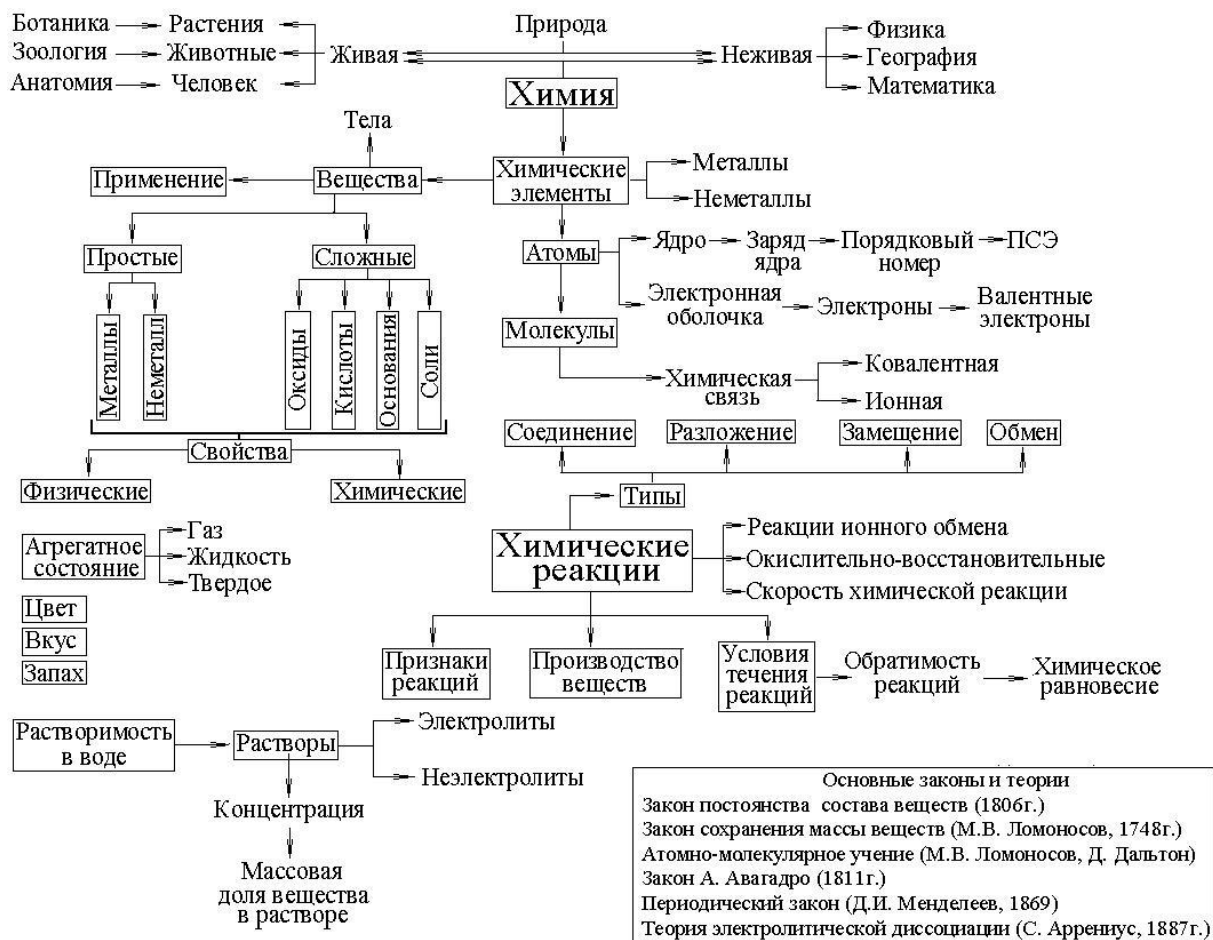 Природа
Ботаника
Растения
Зоология
Животные
Анатомия
Человек
Живая
Неживая
Физика
География
Математика
Химия
Тела
Применение
Вещества
Химические
элементы
Металлы
Неметаллы
Простые
Сложные
Атомы
Ядро
Заряд
ядра
Порядковый
номер
ПСЭ
Электронная
оболочка
Электроны
Валентные
электроны
Металлы
Неметалл
Оксиды
Кислоты
Основания
Соли
Молекулы
Химическая
связь
Ковалентная
Ионная
Свойства
Физические
Химические
Соединение
Разложение
Замещение
Обмен
Типы
Химические
реакции
Реакции ионного обмена
Окислительно-восстановительные
Скорость химической реакции
Агрегатное
состояние
Газ
Жидкость
Твердое
Цвет
Вкус
Запах
Признаки
реакций
Производство
веществ
Условия
течения
реакций
Обратимость
реакций
Химическое
равновесие
Растворимость
в воде
Растворы
Электролиты
Неэлектролиты
Концентрация
Массовая
доля вещества
в растворе
Основные законы и теории
Закон постоянства состава веществ (1806г.)
Закон сохранения массы веществ (М.В. Ломоносов, 1748г.)
Атомно-молекулярное учение (М.В. Ломоносов, Д. Дальтон)
Закон А. Авагадро (1811г.)
Периодический закон (Д.И. Менделеев, 1869)
Теория электролитической диссоциации (С. Аррениус, 1887г.)